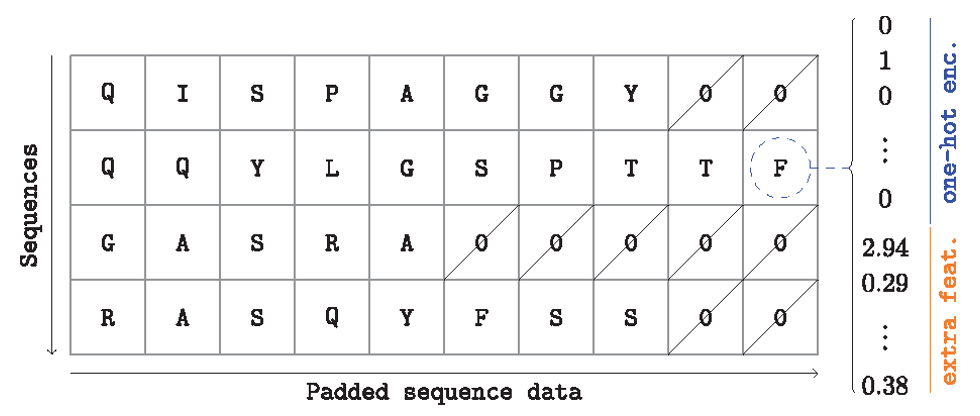 Sequences
Q I S P A G G Y 0 0
Q Q Y L G S P T T F
G A S R A 0 0 0 0 0
R A S Q Y F S S 0 0
Padded sequence data
0
1
0
⋮
0
2.94
0.29
⋮
0.38
one-hot enc.
extra feat.